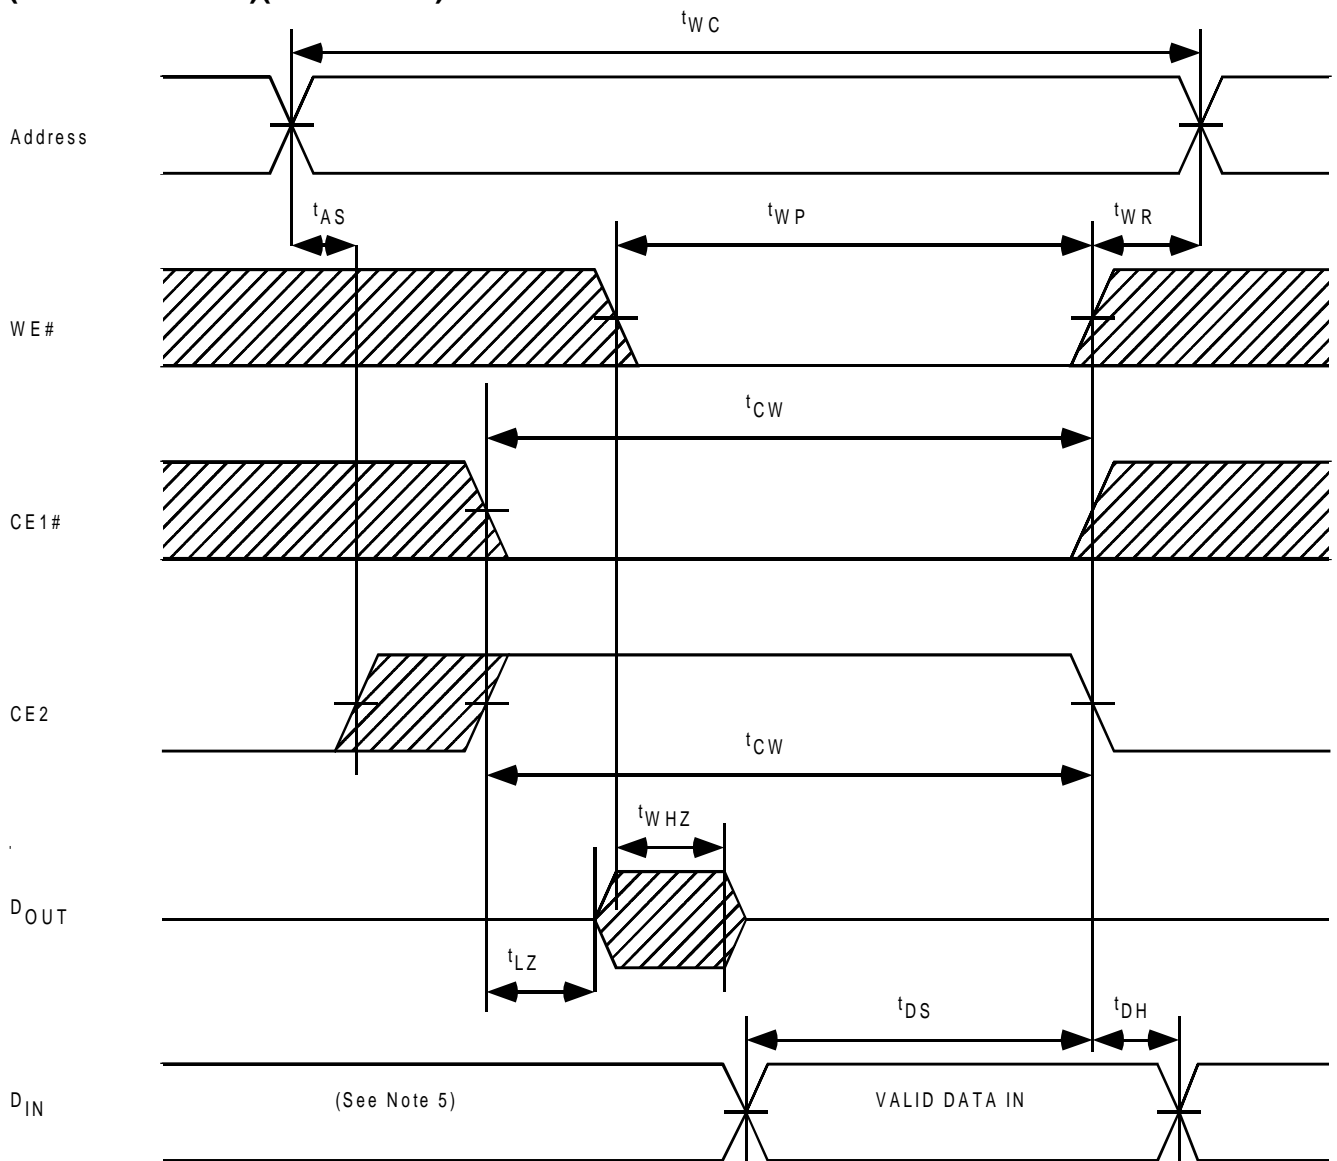 tWC
Address
tAS
tWP
tWR
WE#
tCW
CE1#
CE2
tCW
tWHZ
DOUT
tLZ
tDS
tDH
DIN
(See Note 5)
VALID DATA IN